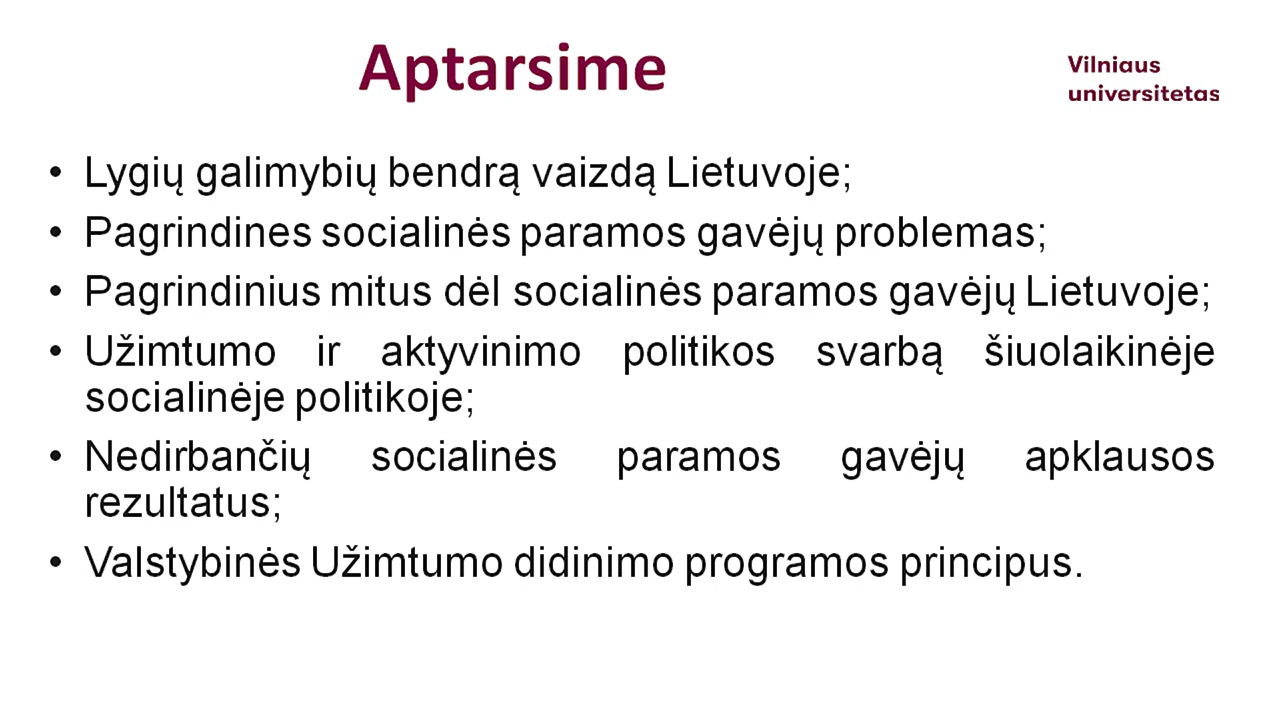 Aptarsime
Vilniaus
universitetas
• Lygių galimybių bendrą vaizdą Lietuvoje;
• Pagrindines socialinės paramos gavėjų problemas;
• Pagrindinius mitus dėl socialinės paramos gavėjų Lietuvoje;
• Užimtumo ir aktyvinimo politikos svarbą šiuolaikinėje
socialinėje politikoje;
• Nedirbančių socialinės paramos gavėjų apklausos
rezultatus;
• Valstybinės Užimtumo didinimo programos principus.